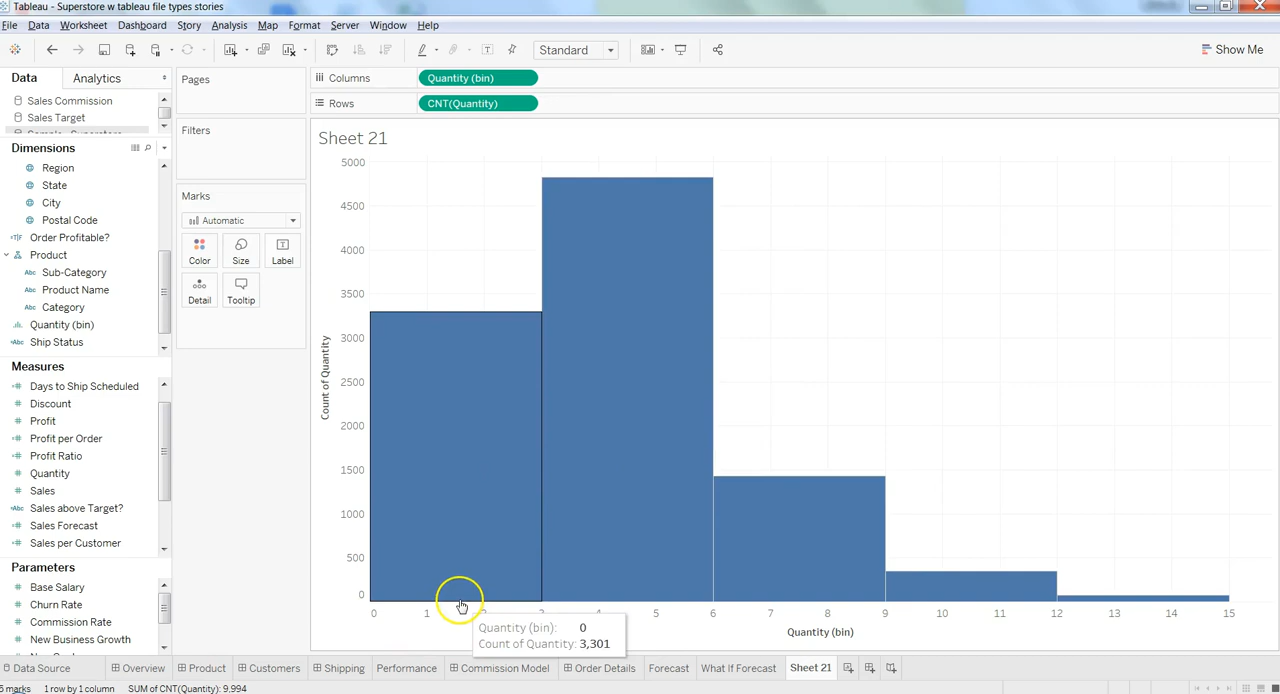 Tableau - Superstore w tableau file types stories
File Data Worksheet Dashboard Story Analysis Map Format Server Window Help
Standard
Show Me
Data Analytics
Sales Commission
Sales Target
Dimensions
Region
State
City
Postal Code
Order Profitable?
Product
Abc Sub-Category
Abc Product Name
Abc Category
Quantity (bin)
Abc Ship Status
Measures
Days to Ship Scheduled
Discount
Profit
Profit per Order
Profit Ratio
Quantity
Sales
Abc Sales above Target?
Sales Forecast
Sales per Customer
Parameters
Base Salary
Churn Rate
Commission Rate
New Business Growth
Pages
Filters
Marks
Automatic
Color Size Label
Detail Tooltip
Columns Quantity (bin)
Rows CNT(Quantity)
Sheet 21
5000
4500
4000
3500
3000
2500
2000
1500
1000
500
0
Count of Quantity
0 1 2 3 4 5 6 7 8 9 10 11 12 13 14 15
Quantity (bin)
Quantity (bin): 0
Count of Quantity: 3,301
Data Source Overview Product Customers Shipping Performance Commission Model Order Details Forecast What If Forecast Sheet 21
5 marks 1 row by 1 column SUM of CNT(Quantity): 9.994